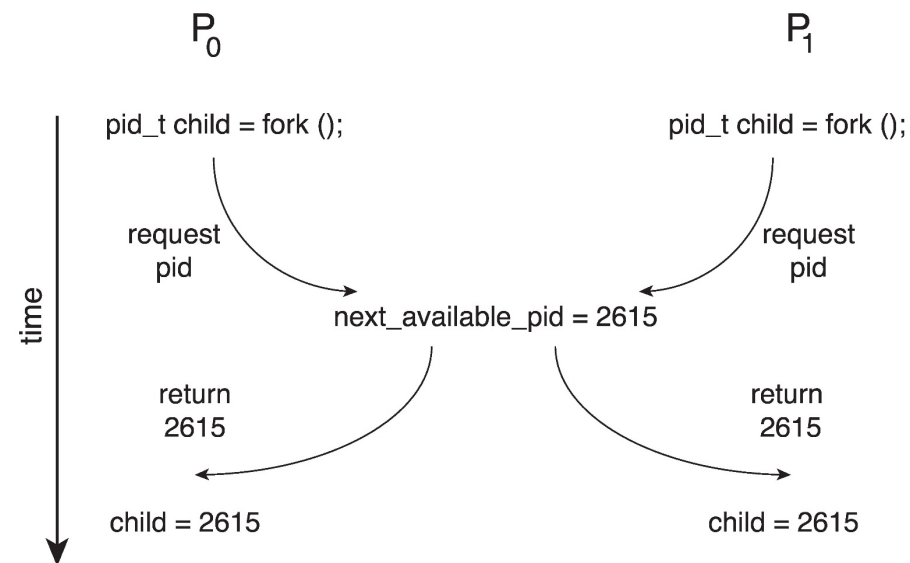 P0
P1
pid_t child = fork ();
pid_t child = fork ();
request
pid
request
pid
next_available_pid = 2615
time
return
2615
return
2615
child = 2615
child = 2615